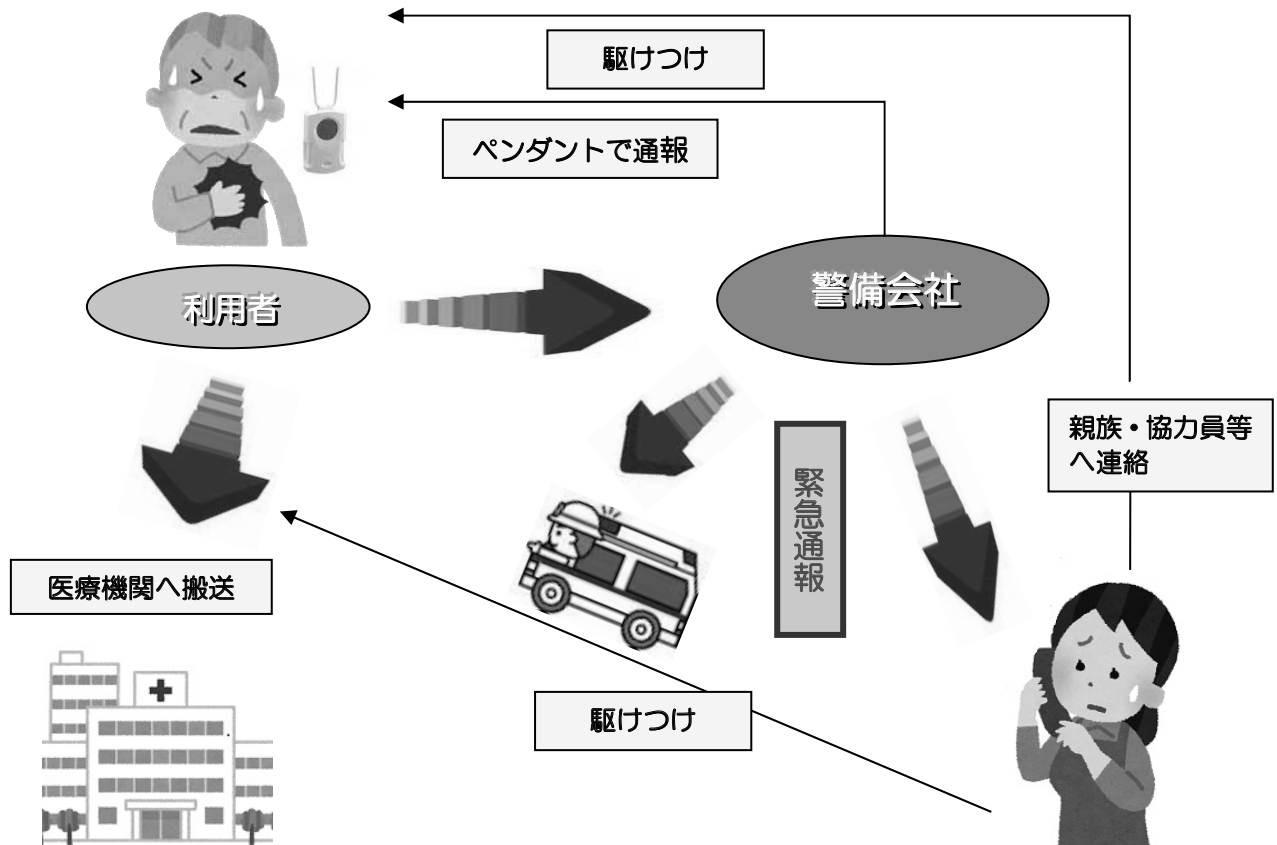 駆けつけ
ペンダントで通報
利用者
警備会社
親族・協力員等
へ連絡
緊急通報
医療機関へ搬送
駆けつけ